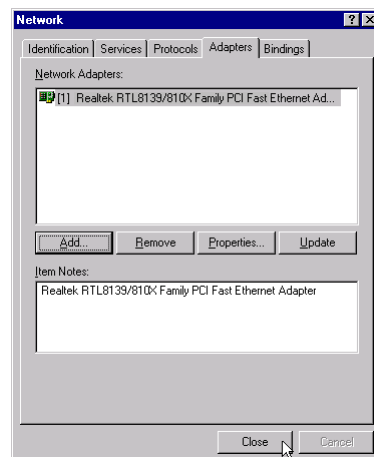 Network
Identification Services Protocols Adapters Bindings
Network Adapters:
[1] Realtek RTL8139/810X Family PCI Fast Ethernet Ad...
Add... Remove Properties... Update
Item Notes:
Realtek RTL8139/810X Family PCI Fast Ethernet Adapter
Close Cancel